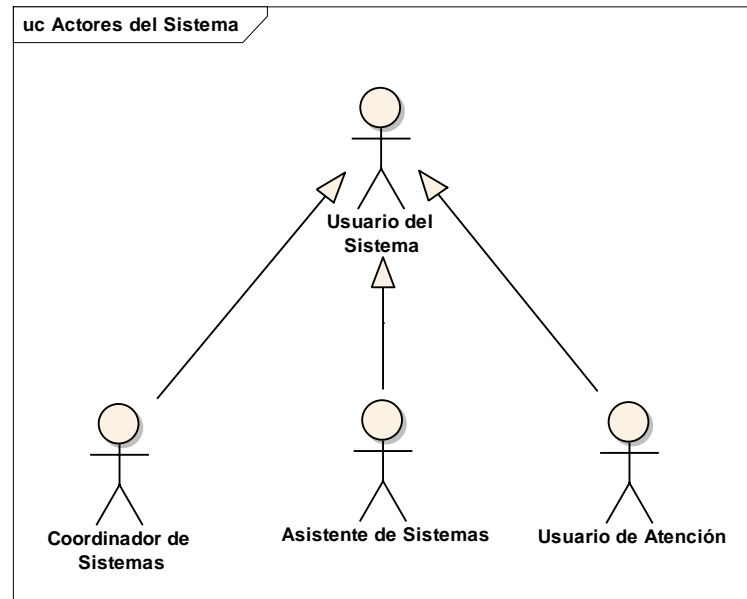 uc Actores del Sistema
Usuario del
Sistema
Coordinador de
Sistemas
Asistente de Sistemas
Usuario de Atención